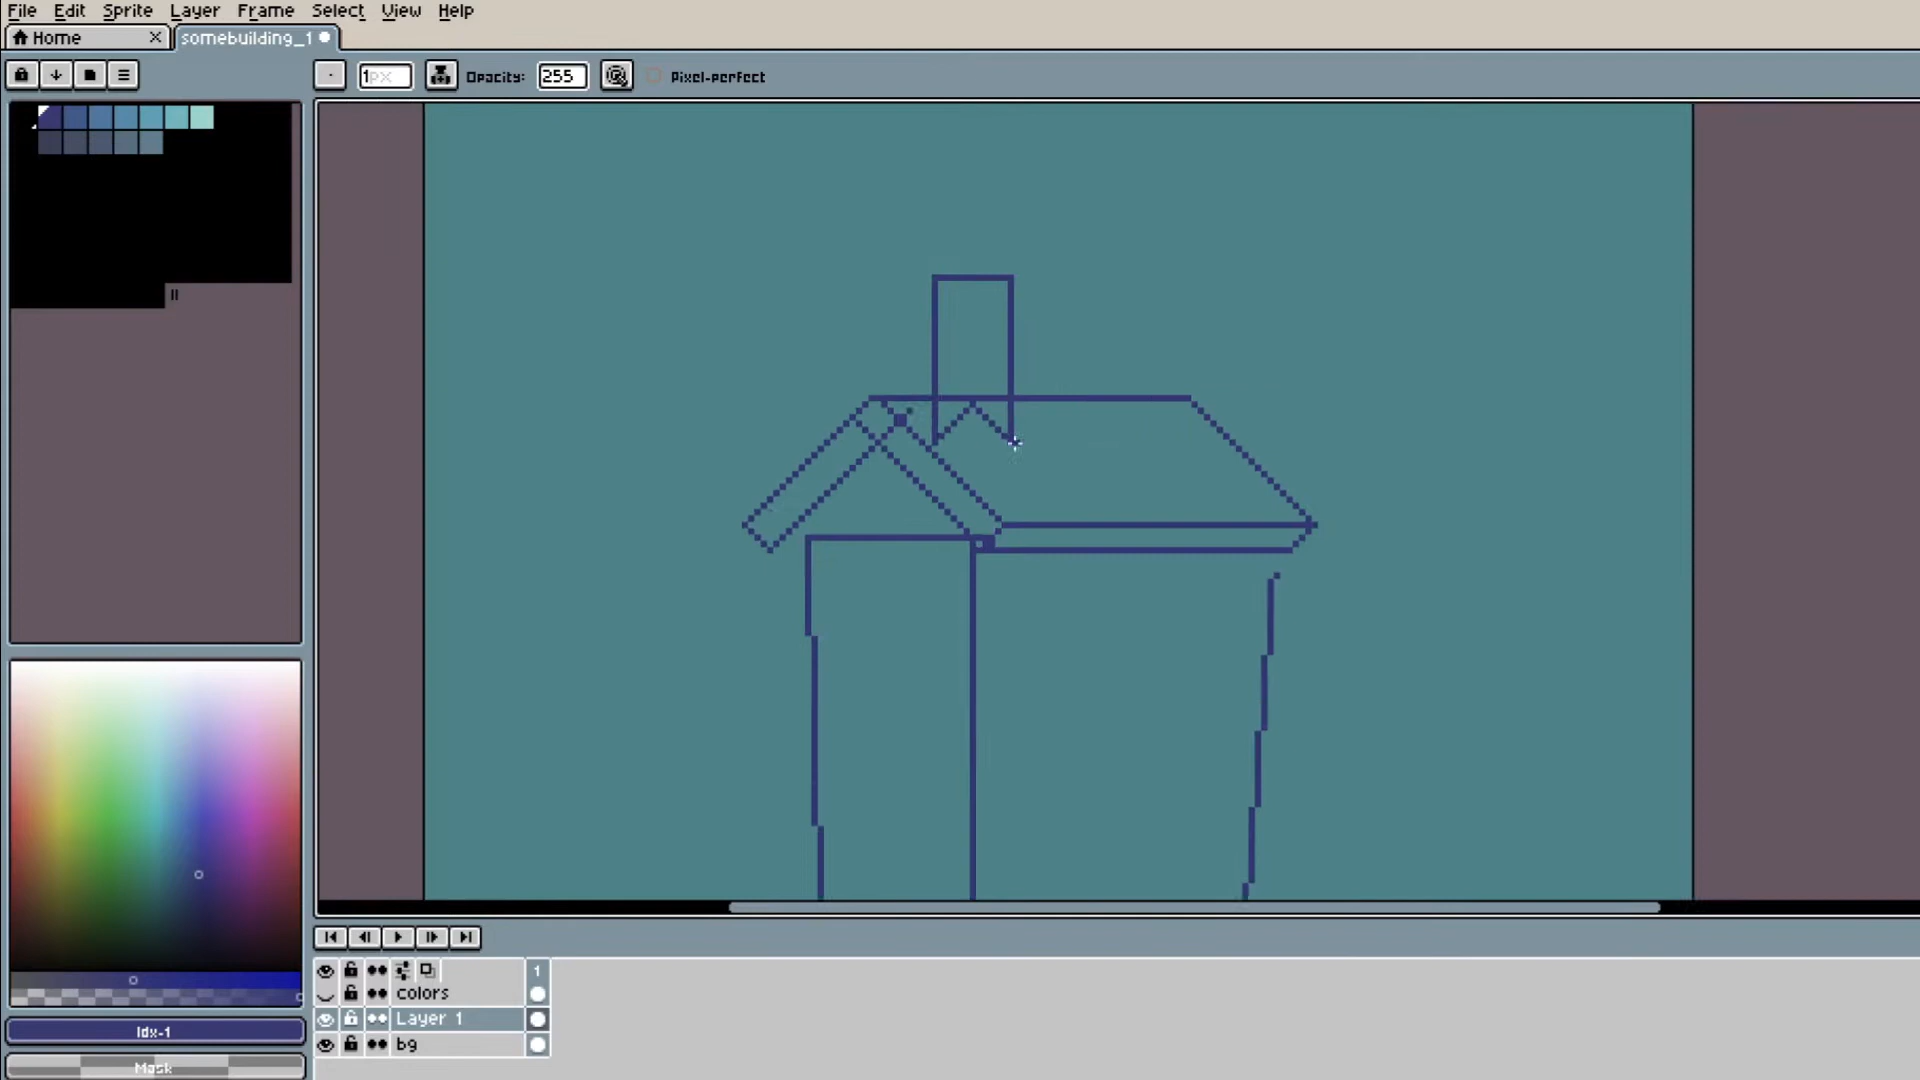 File Edit Sprite Layer Frame Select View Help
Home somebuilding_1
1px Opacity: 255 Pixel-perfect
1
colors
Layer 1
bg
Idx-1
Mask